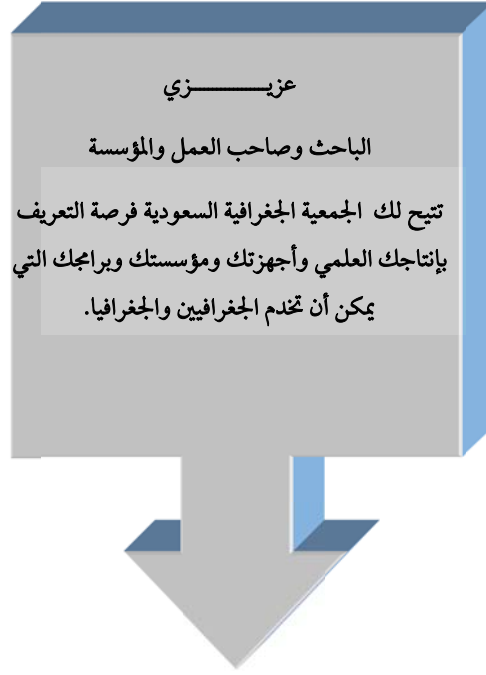 عزيـــــــــــزي
الباحث وصاحب العمل والمؤسسة
تتيح لك الجمعية الجغرافية السعودية فرصة التعريف
بإنتاجك العلمي وأجهزتك ومؤسستك وبرامجك التي
يمكن أن تخدم الجغرافيين والجغرافيا.